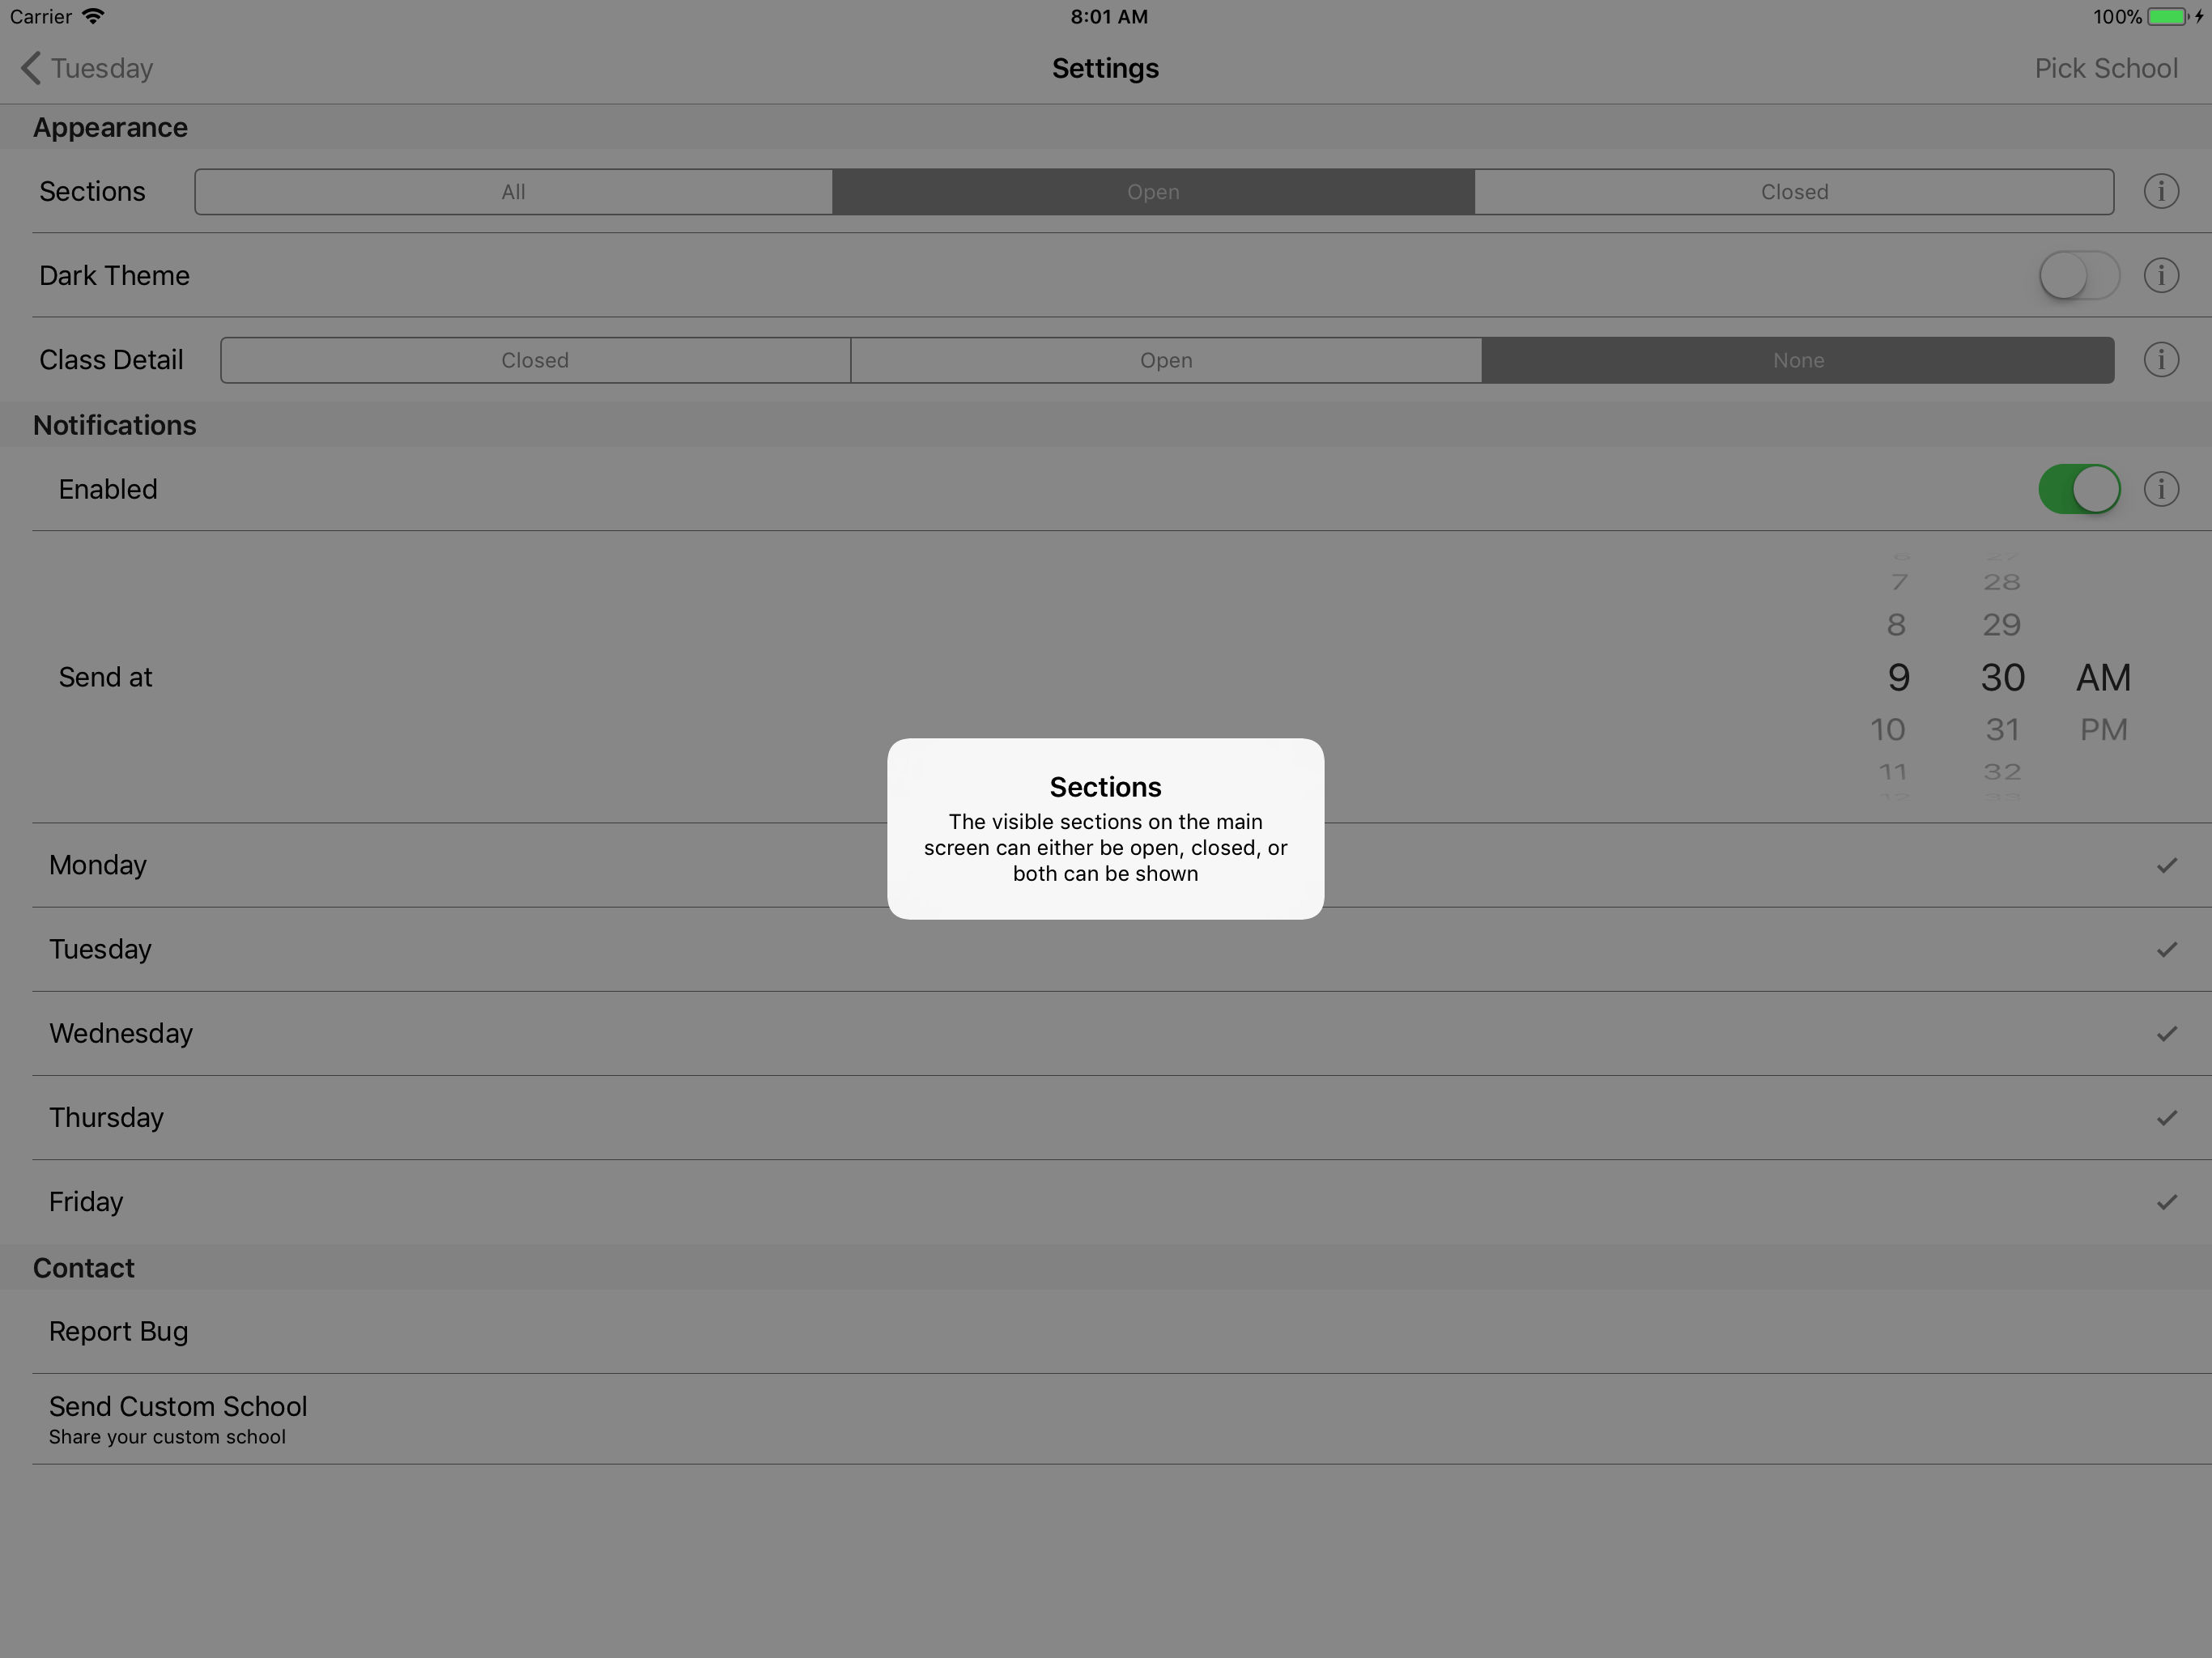 Carrier 8:01 AM 100%
Tuesday Settings Pick School
Appearance
Sections All Open Closed
Dark Theme
Class Detail Closed Open None
Notifications
Enabled
7 28
8 29
Send at 9 30 AM
10 31 PM
11 32
Sections
The visible sections on the main
screen can either be open, closed, or
both can be shown
Monday
Tuesday
Wednesday
Thursday
Friday
Contact
Report Bug
Send Custom School
Share your custom school